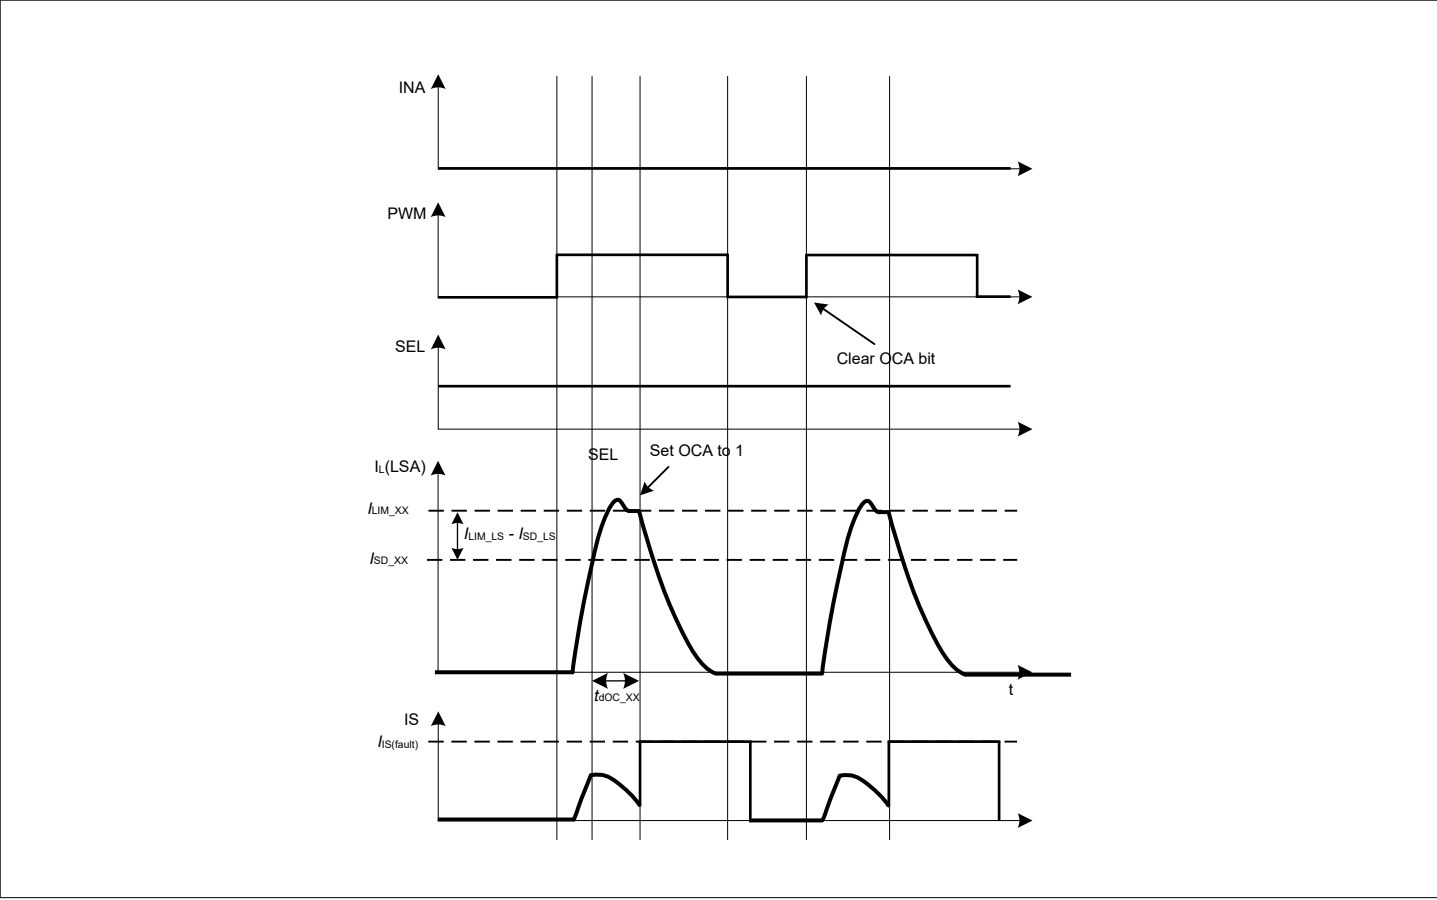 INA
PWM
Clear OCA bit
SEL
SEL
Set OCA to 1
IL(LSA)
ILIM_XX
ILIM_LS - ISD_LS
ISD_XX
tdOC_XX
t
IS
IIS(fault)